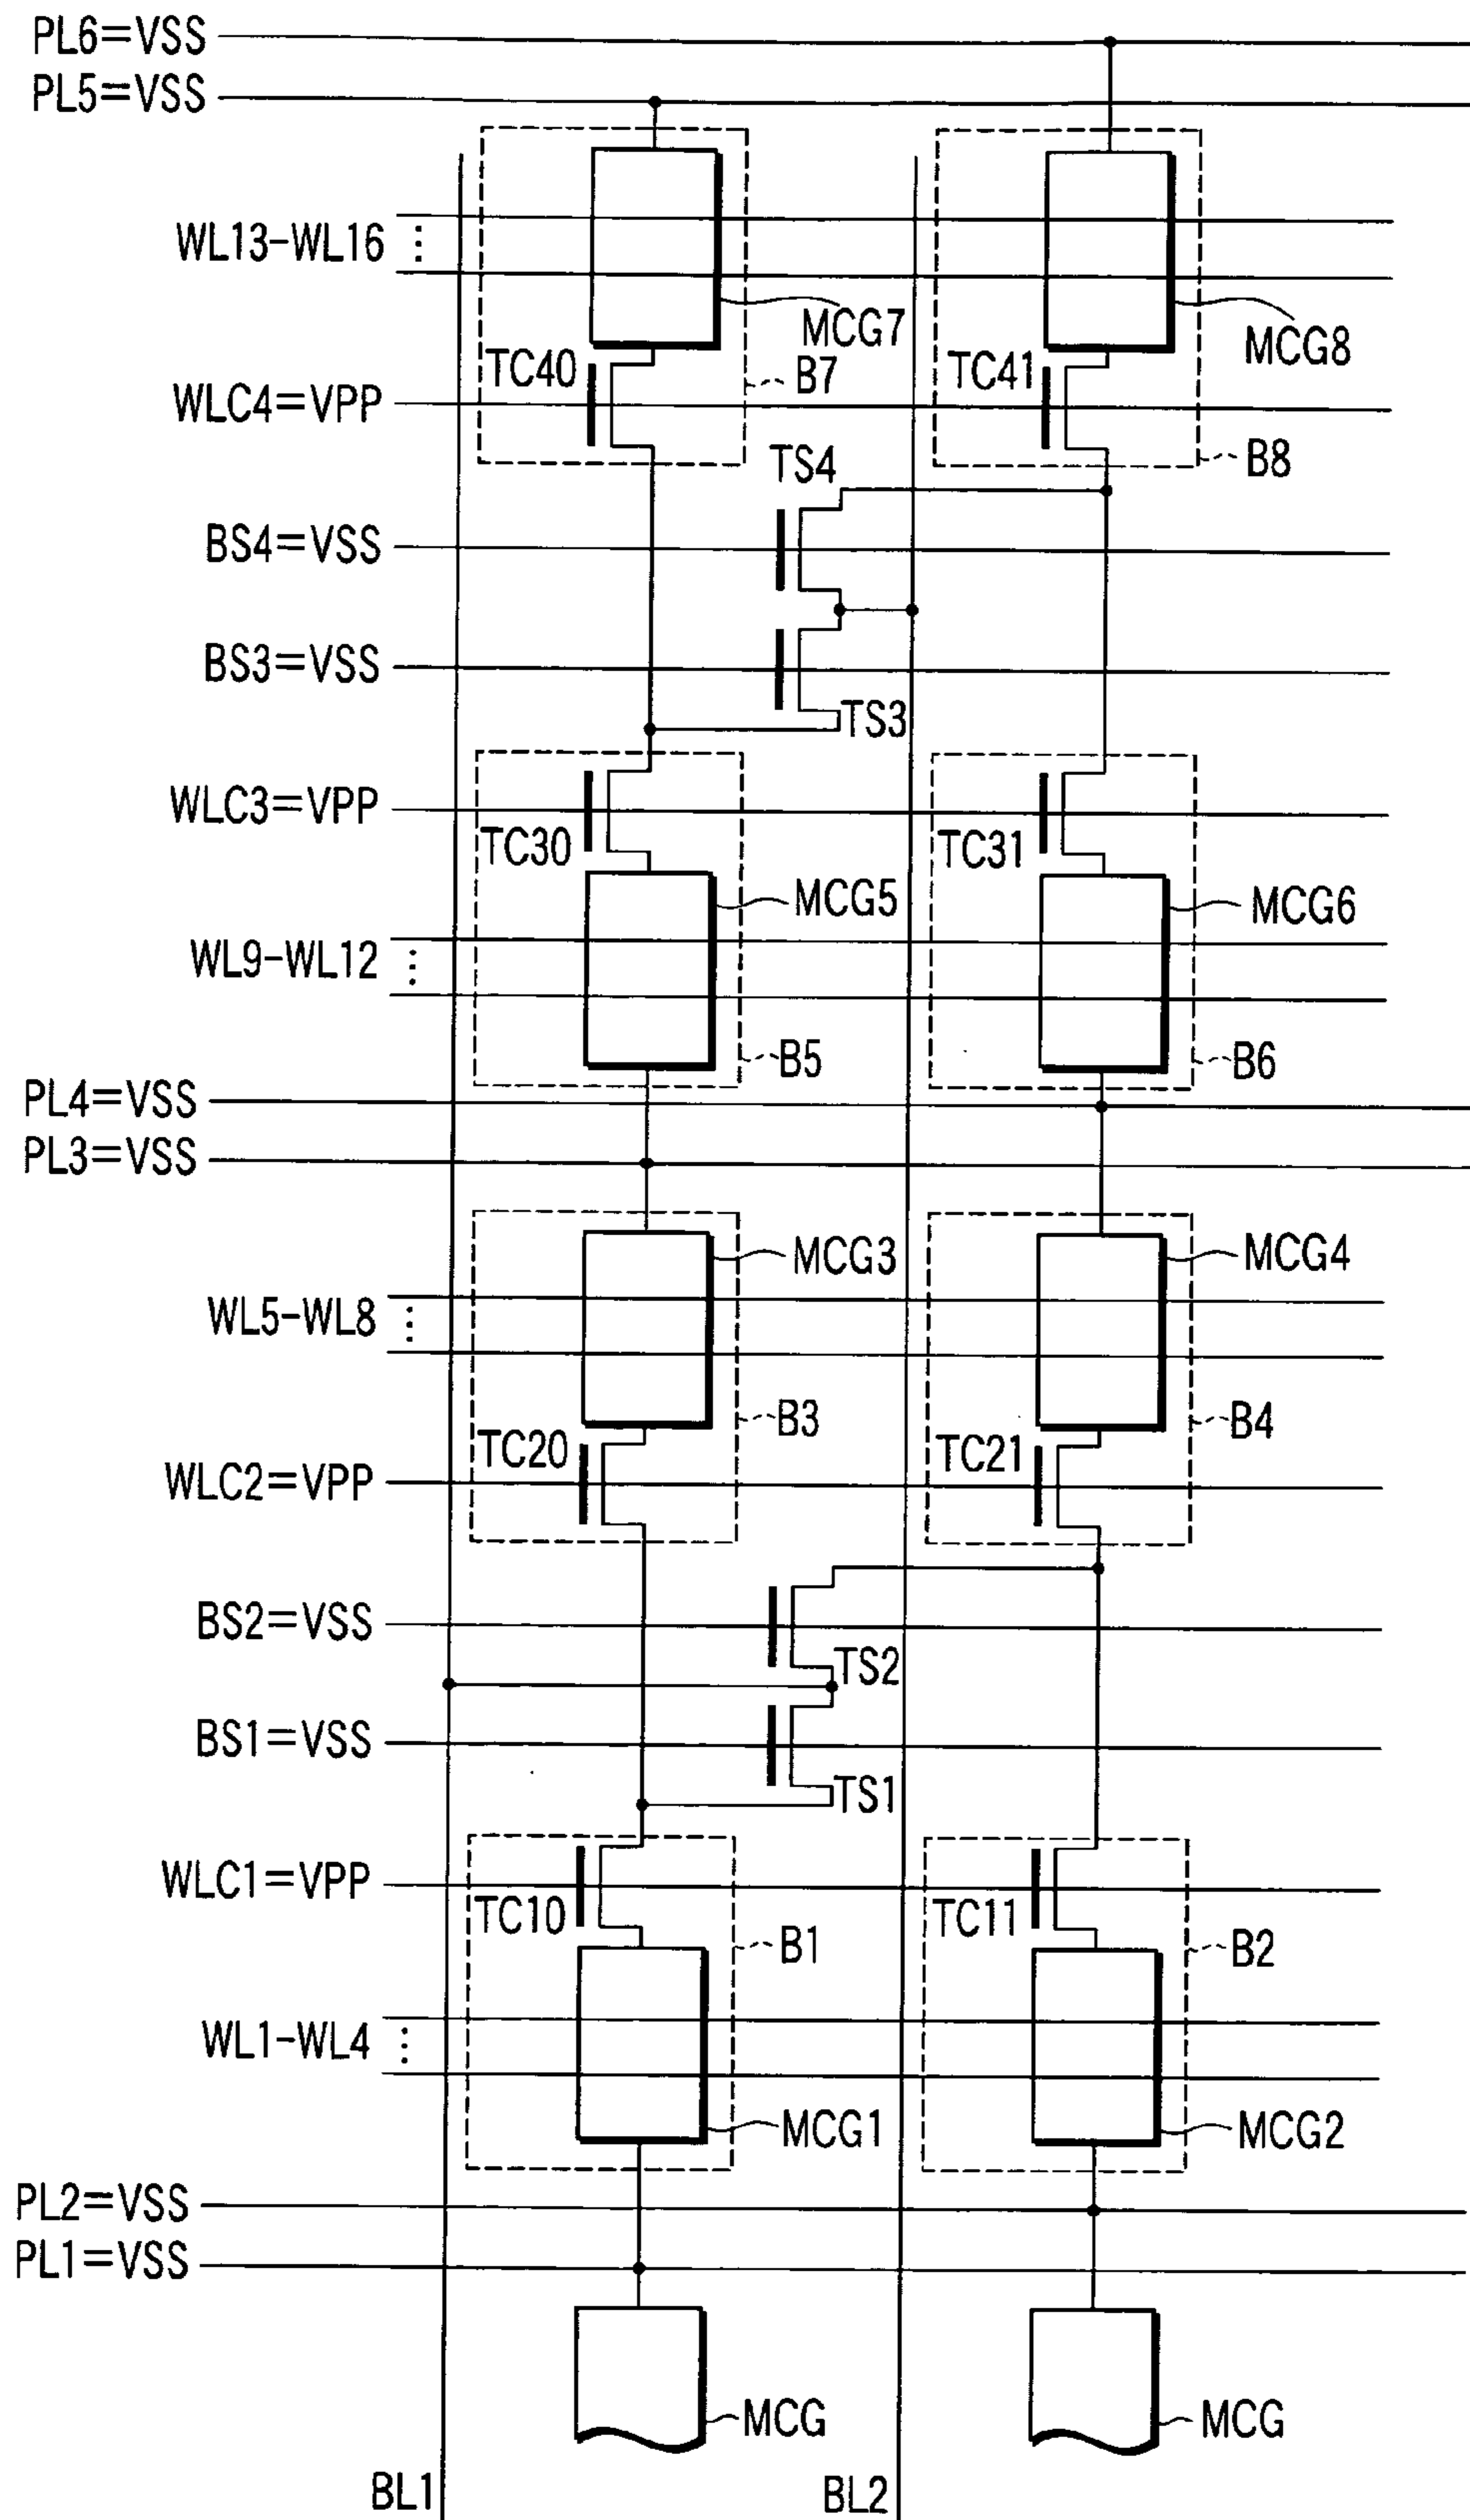 PL6=VSS
PL5=VSS
WL13-WL16
MCG7
MCG8
TC40
B7
TC41
WLC4=VPP
TS4
B8
BS4=VSS
BS3=VSS
TS3
WLC3=VPP
TC30
TC31
MCG5
MCG6
WL9-WL12
B5
B6
PL4=VSS
PL3=VSS
MCG3
MCG4
WL5-WL8
B3
B4
TC20
TC21
WLC2=VPP
BS2=VSS
TS2
BS1=VSS
TS1
WLC1=VPP
TC10
TC11
B1
B2
WL1-WL4
MCG1
MCG2
PL2=VSS
PL1=VSS
MCG
MCG
BL1
BL2